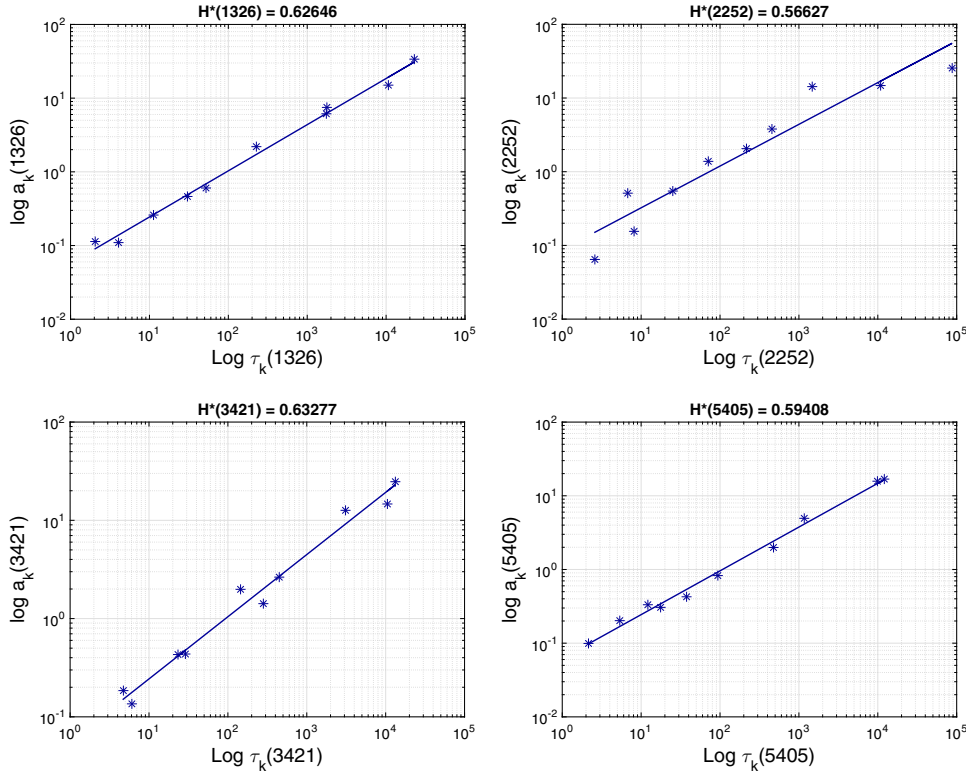 H*(1326) = 0.62646
10^2
10^1
10^0
10^-1
10^-2
log a_k(1326)
10^0 10^1 10^2 10^3 10^4 10^5
Log τ_k(1326)
H*(2252) = 0.56627
10^2
10^1
10^0
10^-1
10^-2
log a_k(2252)
10^0 10^1 10^2 10^3 10^4 10^5
Log τ_k(2252)
H*(3421) = 0.63277
10^2
10^1
10^0
10^-1
log a_k(3421)
10^0 10^1 10^2 10^3 10^4 10^5
Log τ_k(3421)
H*(5405) = 0.59408
10^2
10^1
10^0
10^-1
10^-2
log a_k(5405)
10^0 10^1 10^2 10^3 10^4 10^5
Log τ_k(5405)